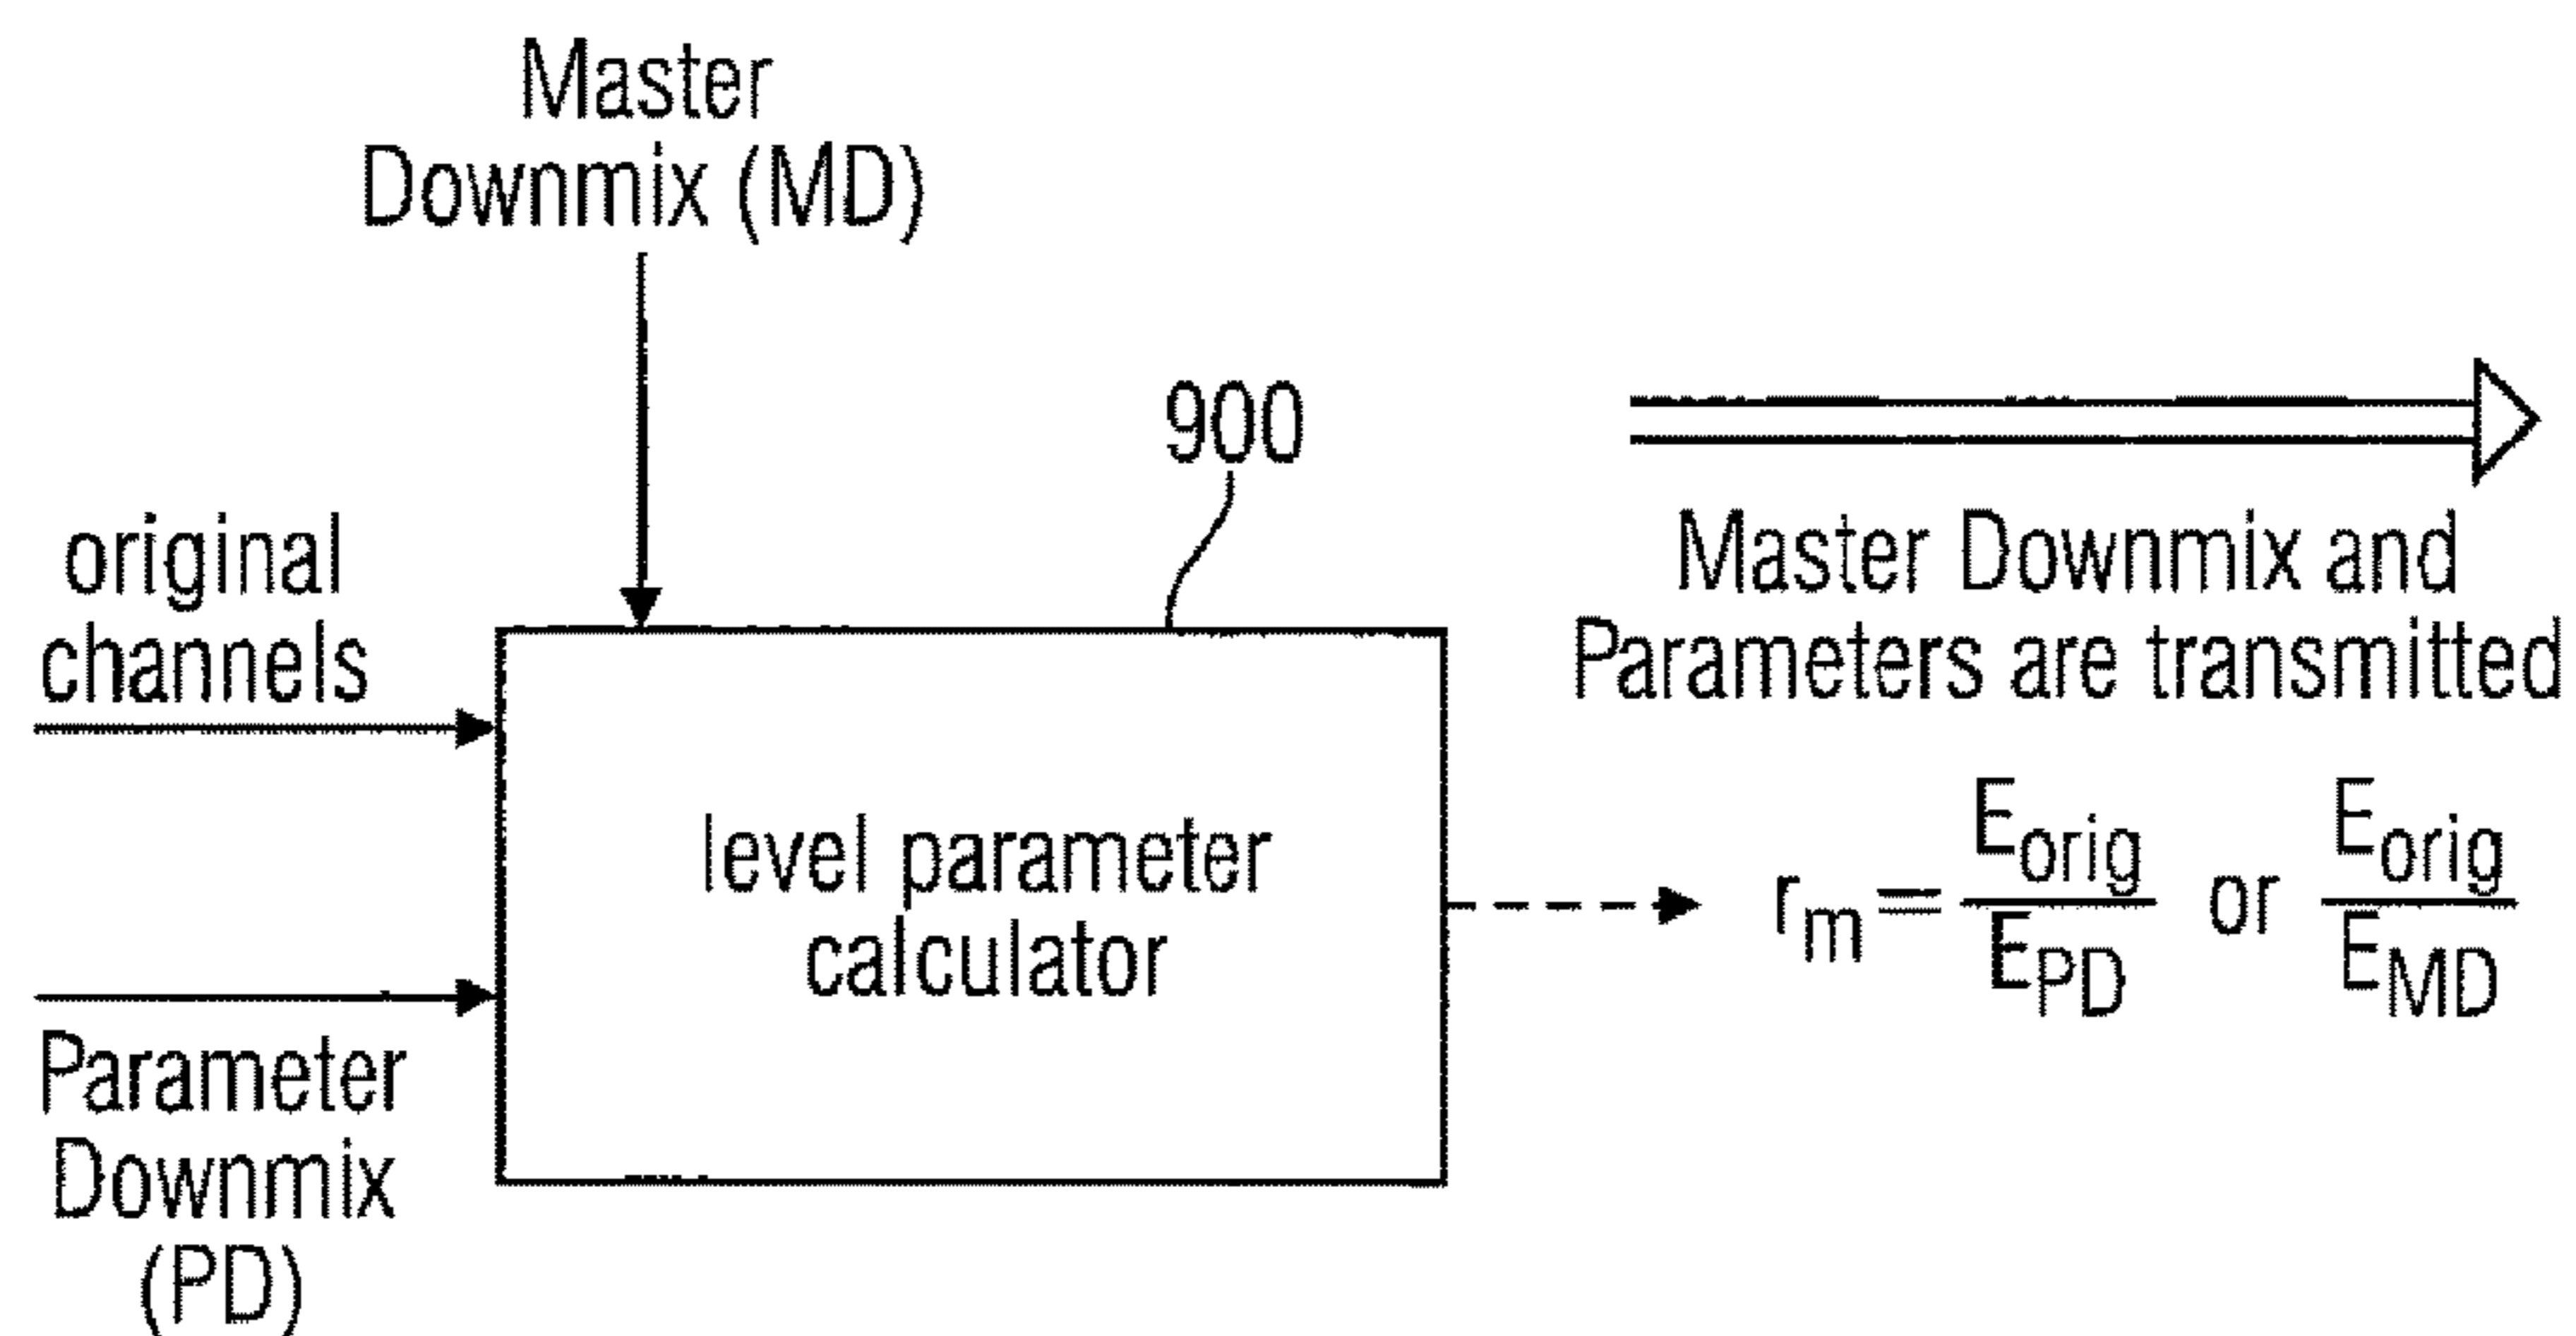 Master
Downmix (MD)
900
original
channels
Master Downmix and
Parameters are transmitted
level parameter
calculator
r_m = E_orig/E_PD or E_orig/E_MD
Parameter
Downmix
(PD)